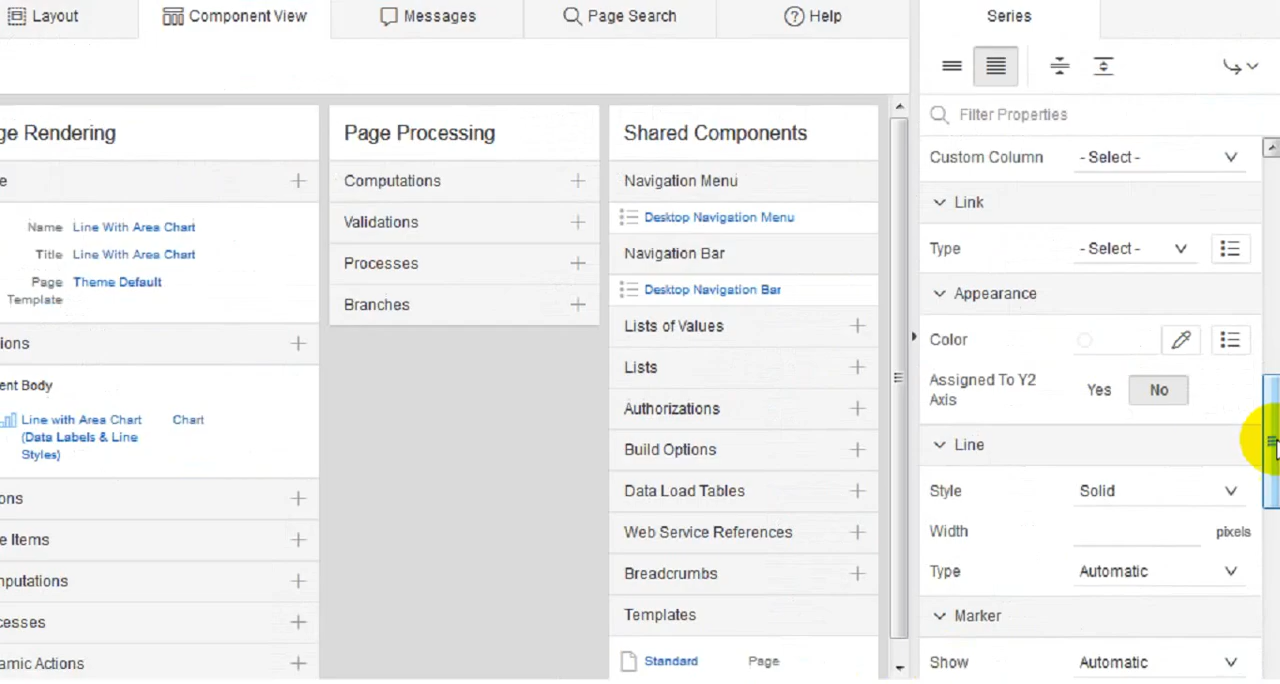 Layout
Component View
Messages
Page Search
Help
Series
Filter Properties
ge Rendering
e
Name Line With Area Chart
Title Line With Area Chart
Page Theme Default
Template
ions
ent Body
Line with Area Chart Chart
(Data Labels & Line
Styles)
ons
e Items
nputations
cesses
amic Actions
Page Processing
Computations
Validations
Processes
Branches
Shared Components
Navigation Menu
Desktop Navigation Menu
Navigation Bar
Desktop Navigation Bar
Lists of Values
Lists
Authorizations
Build Options
Data Load Tables
Web Service References
Breadcrumbs
Templates
Standard Page
Custom Column - Select -
Link
Type - Select -
Appearance
Color
Assigned To Y2
Axis
Yes No
Line
Style Solid
Width pixels
Type Automatic
Marker
Show Automatic